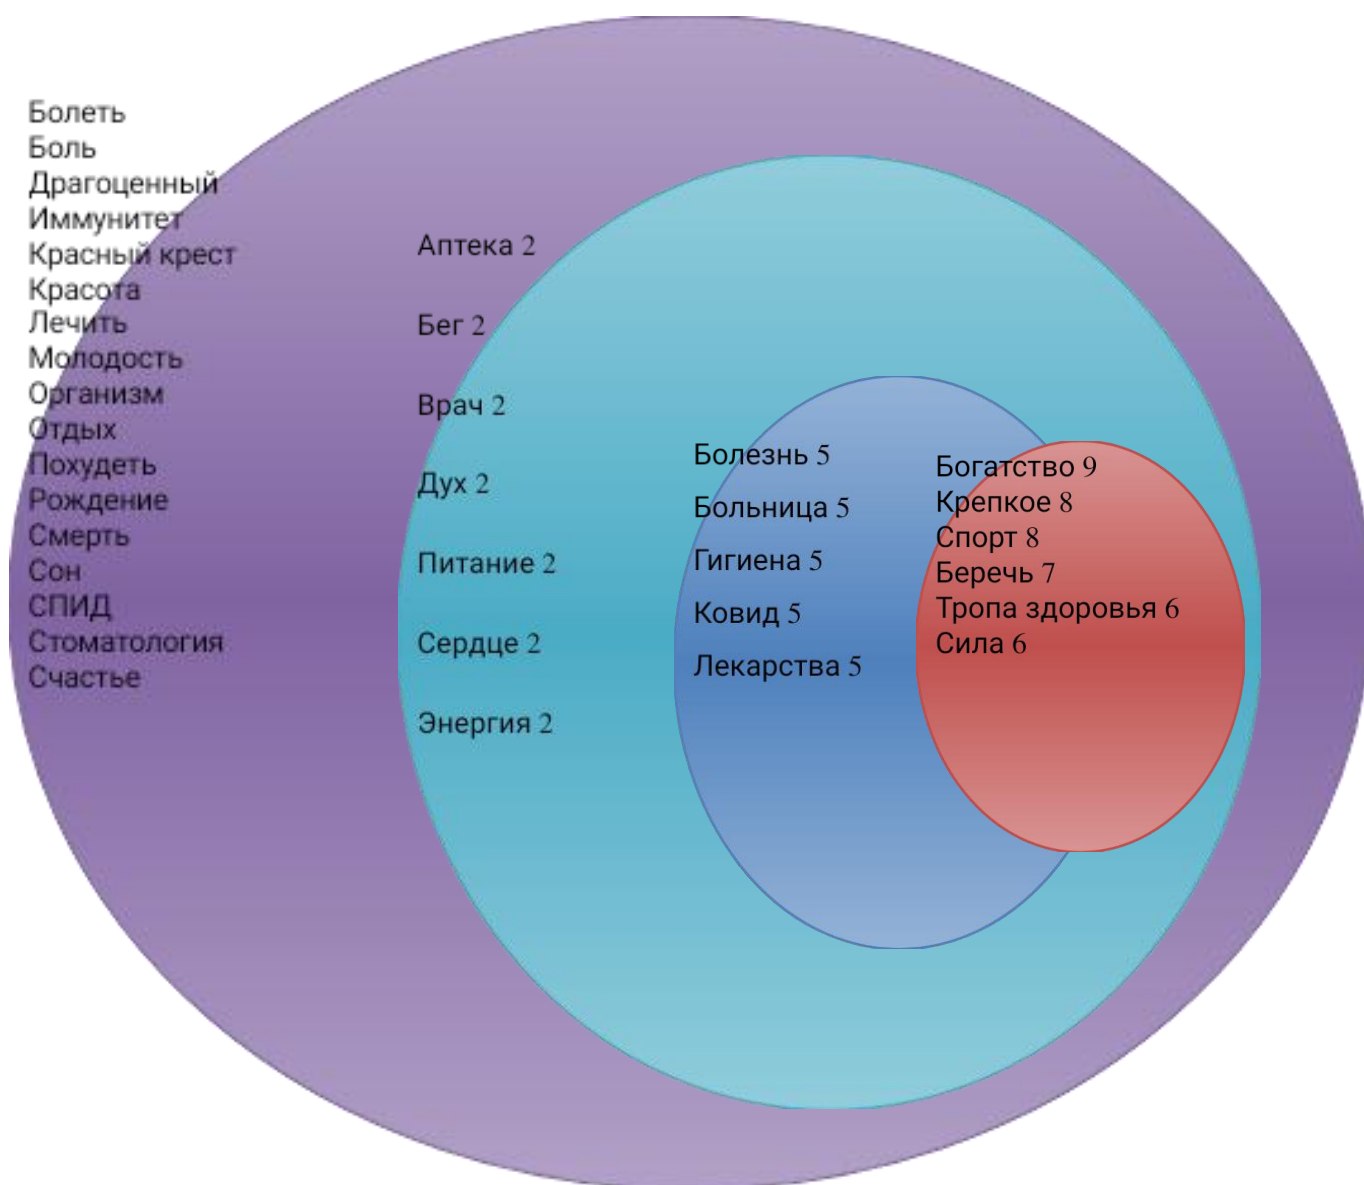 Болеть
Боль
Драгоценный
Иммунитет
Красный крест
Красота
Лечить
Молодость
Организм
Отдых
Похудеть
Рождение
Смерть
Сон
СПИД
Стоматология
Счастье
Аптека 2
Бег 2
Врач 2
Дух 2
Питание 2
Сердце 2
Энергия 2
Болезнь 5
Больница 5
Гигиена 5
Ковид 5
Лекарства 5
Богатство 9
Крепкое 8
Спорт 8
Беречь 7
Тропа здоровья 6
Сила 6